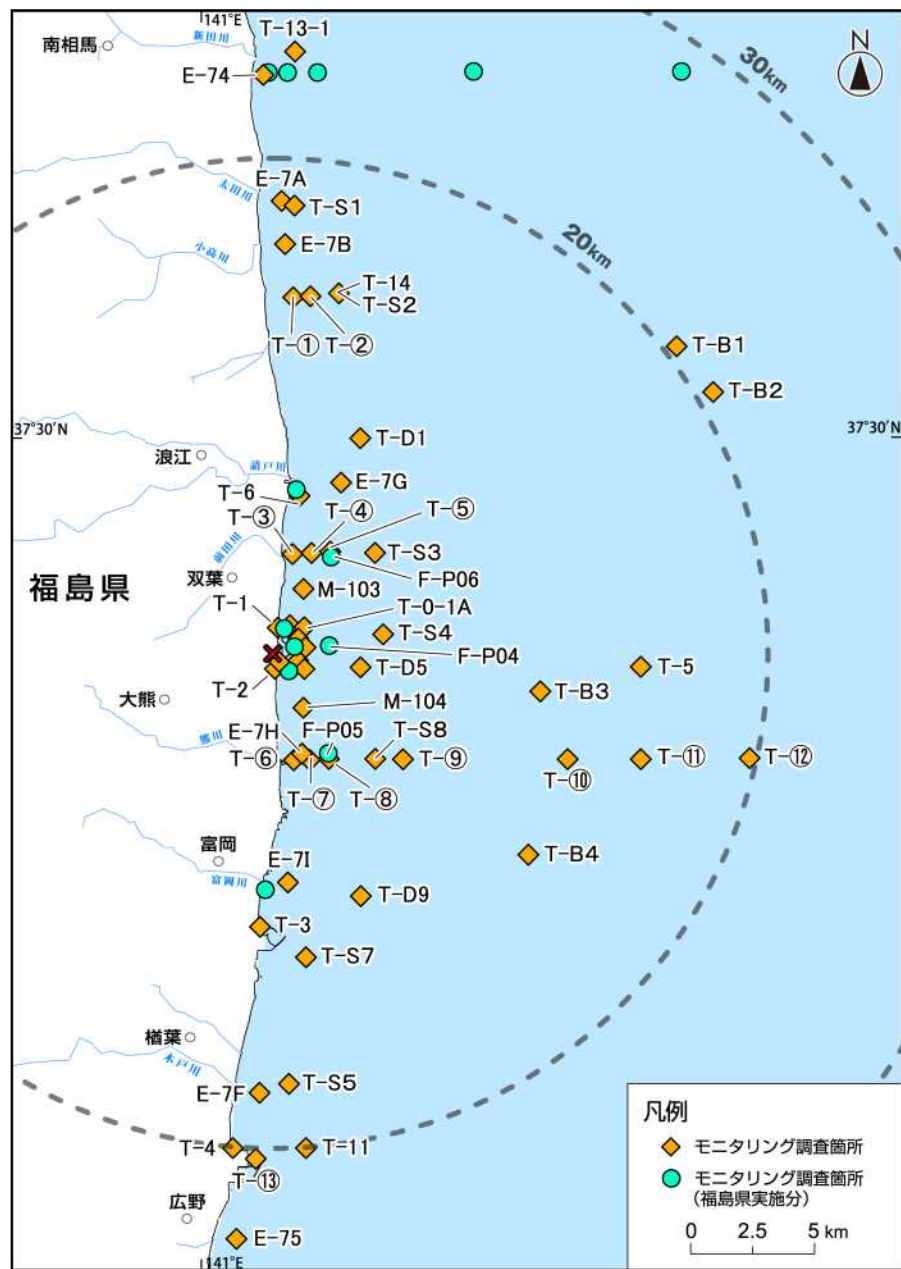 141°E
T-13-1
新田川
南相馬
E-74
30km
N
E-7A
太田川
T-S1
E-7B
20km
小高川
T-14
T-S2
T-①
T-②
T-B1
T-B2
37°30′N
37°30′N
T-D1
浪江
請戸川
E-7G
T-6
T-③
T-④
T-⑤
前田川
T-S3
F-P06
双葉
M-103
福島県
T-1
T-0-1A
T-S4
F-P04
T-2
T-D5
T-5
T-B3
大熊
M-104
E-7H
F-P05
T-S8
熊川
T-⑥
T-⑨
T-⑦
T-⑧
T-⑩
T-⑪
T-⑫
T-B4
富岡
E-7I
富岡川
T-D9
T-3
T-S7
楢葉
木戸川
T-S5
E-7F
T=4
T=11
T-⑬
広野
E-75
141°E
凡例
モニタリング調査箇所
モニタリング調査箇所
(福島県実施分)
0 2.5 5 km